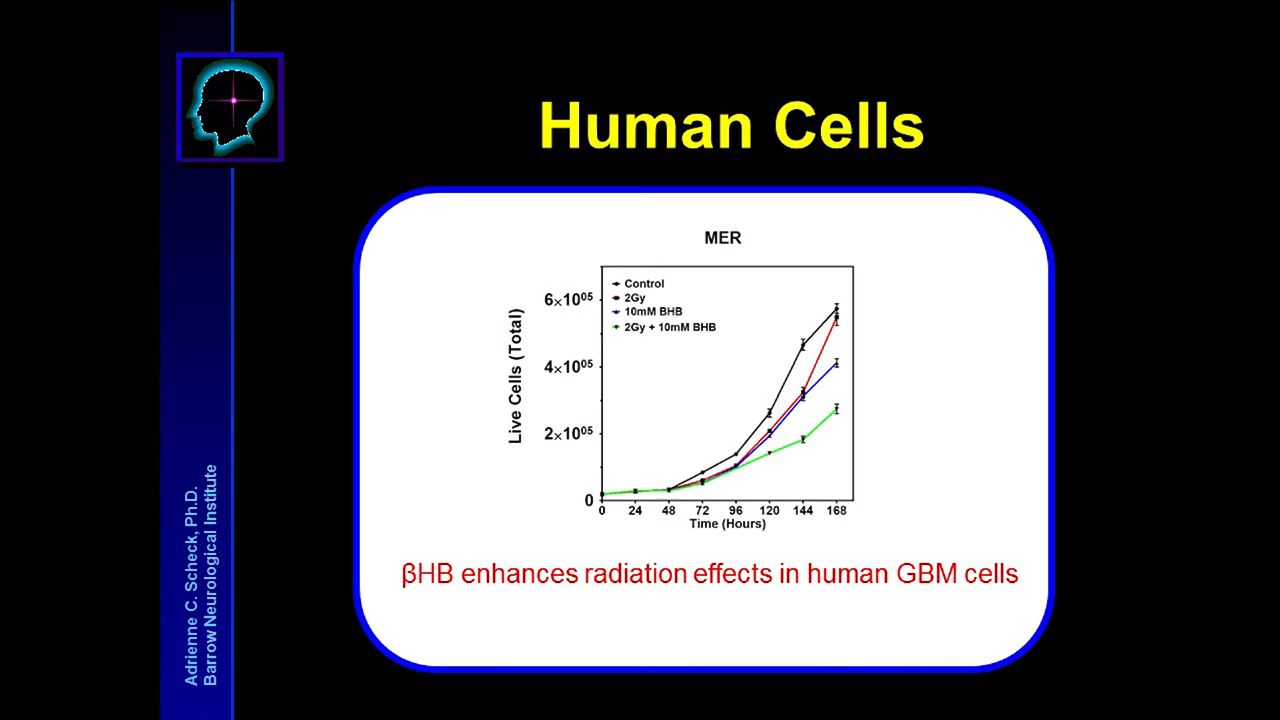 Human Cells
MER
Live Cells (Total)
6×10⁰⁵
4×10⁰⁵
2×10⁰⁵
0
Control
2Gy
10mM BHB
2Gy + 10mM BHB
0 24 48 72 96 120 144 168
Time (Hours)
βHB enhances radiation effects in human GBM cells
Adrienne C. Scheck, Ph.D.
Barrow Neurological Institute